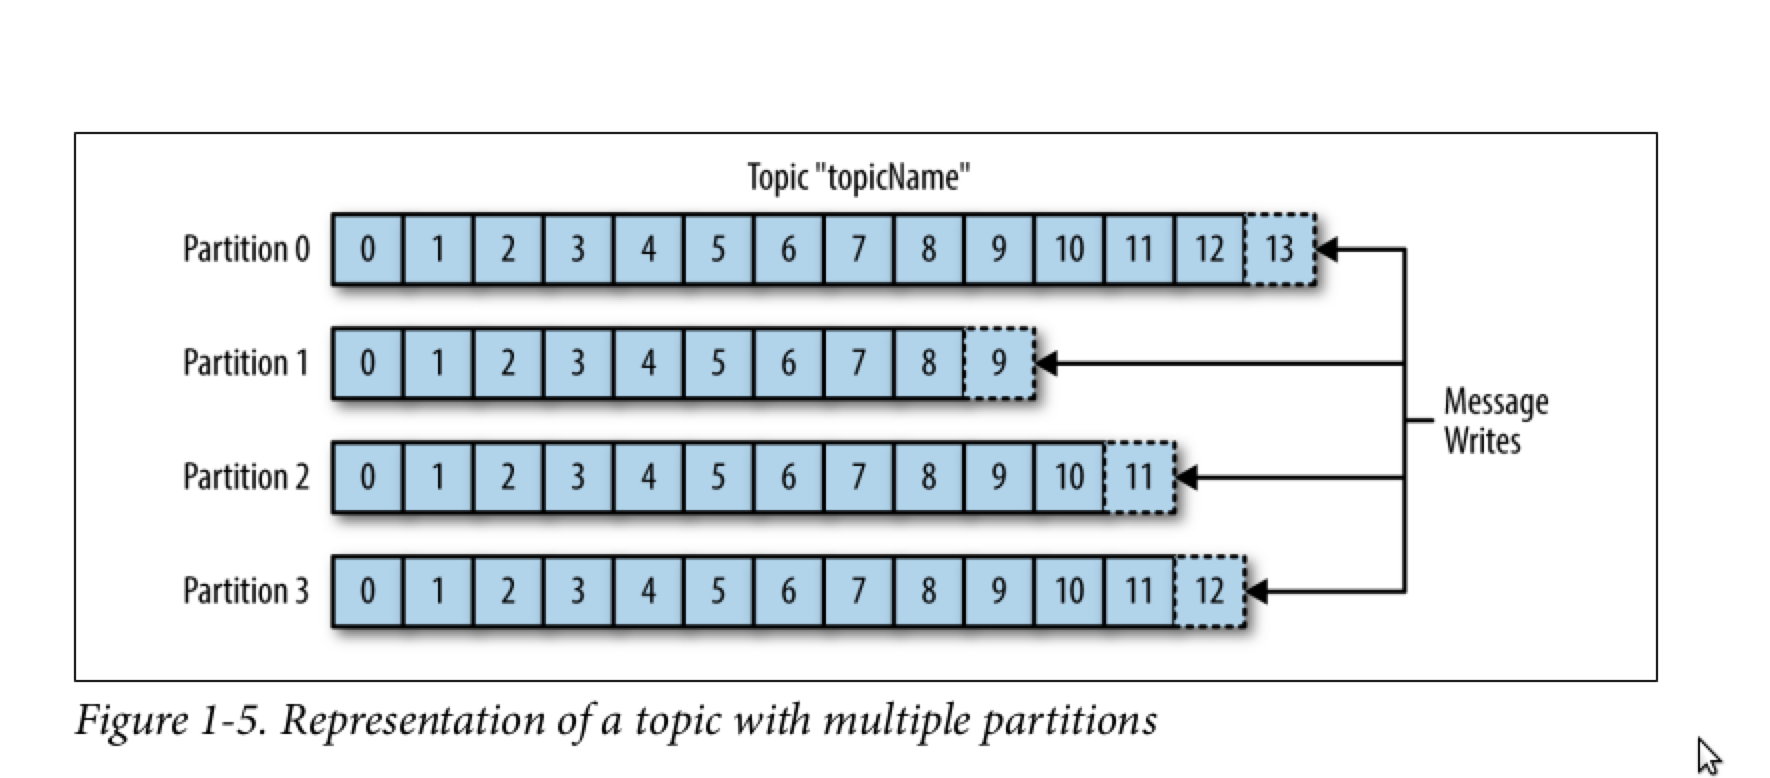 Topic "topicName"
Partition 0 0 1 2 3 4 5 6 7 8 9 10 11 12 13
Partition 1 0 1 2 3 4 5 6 7 8 9
Message
Writes
Partition 2 0 1 2 3 4 5 6 7 8 9 10 11
Partition 3 0 1 2 3 4 5 6 7 8 9 10 11 12
Figure 1-5. Representation of a topic with multiple partitions